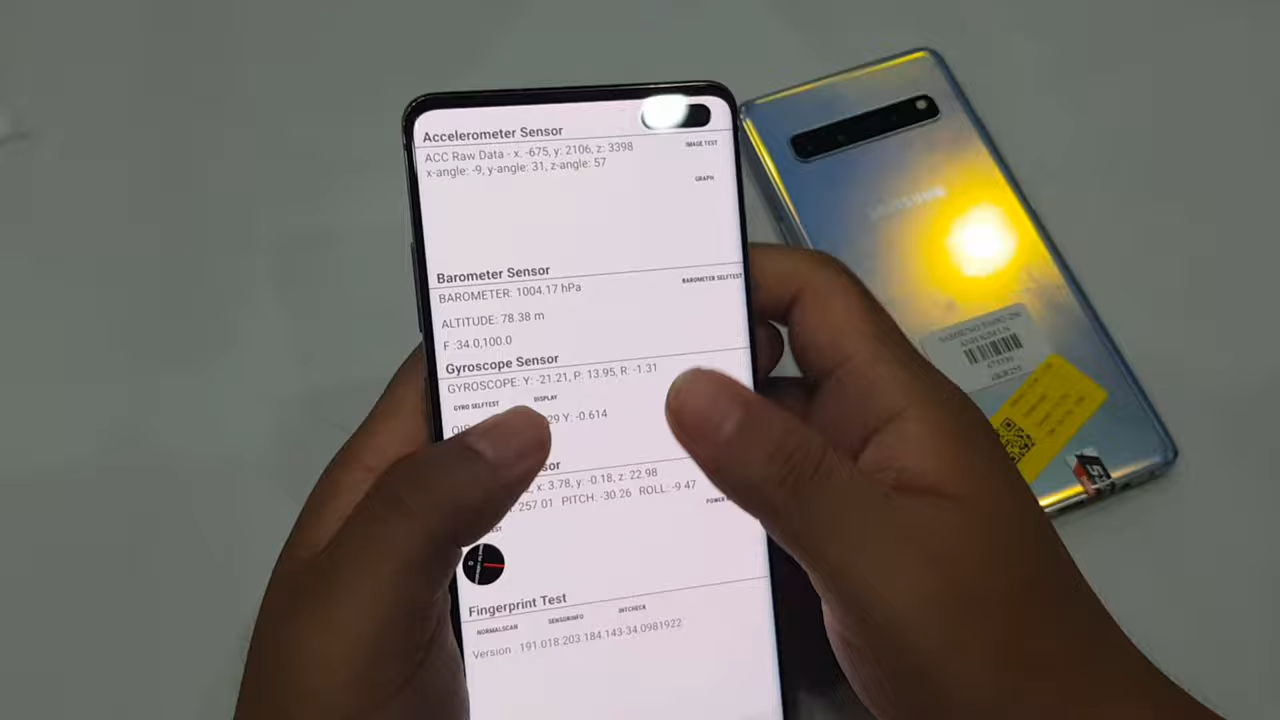 Accelerometer Sensor
ACC Raw Data - x, -675, y: 2106, z: 3398
x-angle: -9, y-angle: 31, z-angle: 57
IMAGE TEST
GRAPH
Barometer Sensor
BAROMETER: 1004.17 hPa
BAROMETER SELFTEST
ALTITUDE: 78.38 m
F :34.0,100.0
Gyroscope Sensor
GYROSCOPE: Y: -21.21, P: 13.95, R: -1.31
GYRO SELFTEST
DISPLAY
Y: -0.614
x: 3.78, y: -0.18, z: 22.98
257.01 PITCH: -30.26 ROLL: -9.47
POWER
Fingerprint Test
NORMALSCAN
SENSORINFO
INTCHECK
Version : 191.018.203.184.143-34.0981922
SAMSUNG